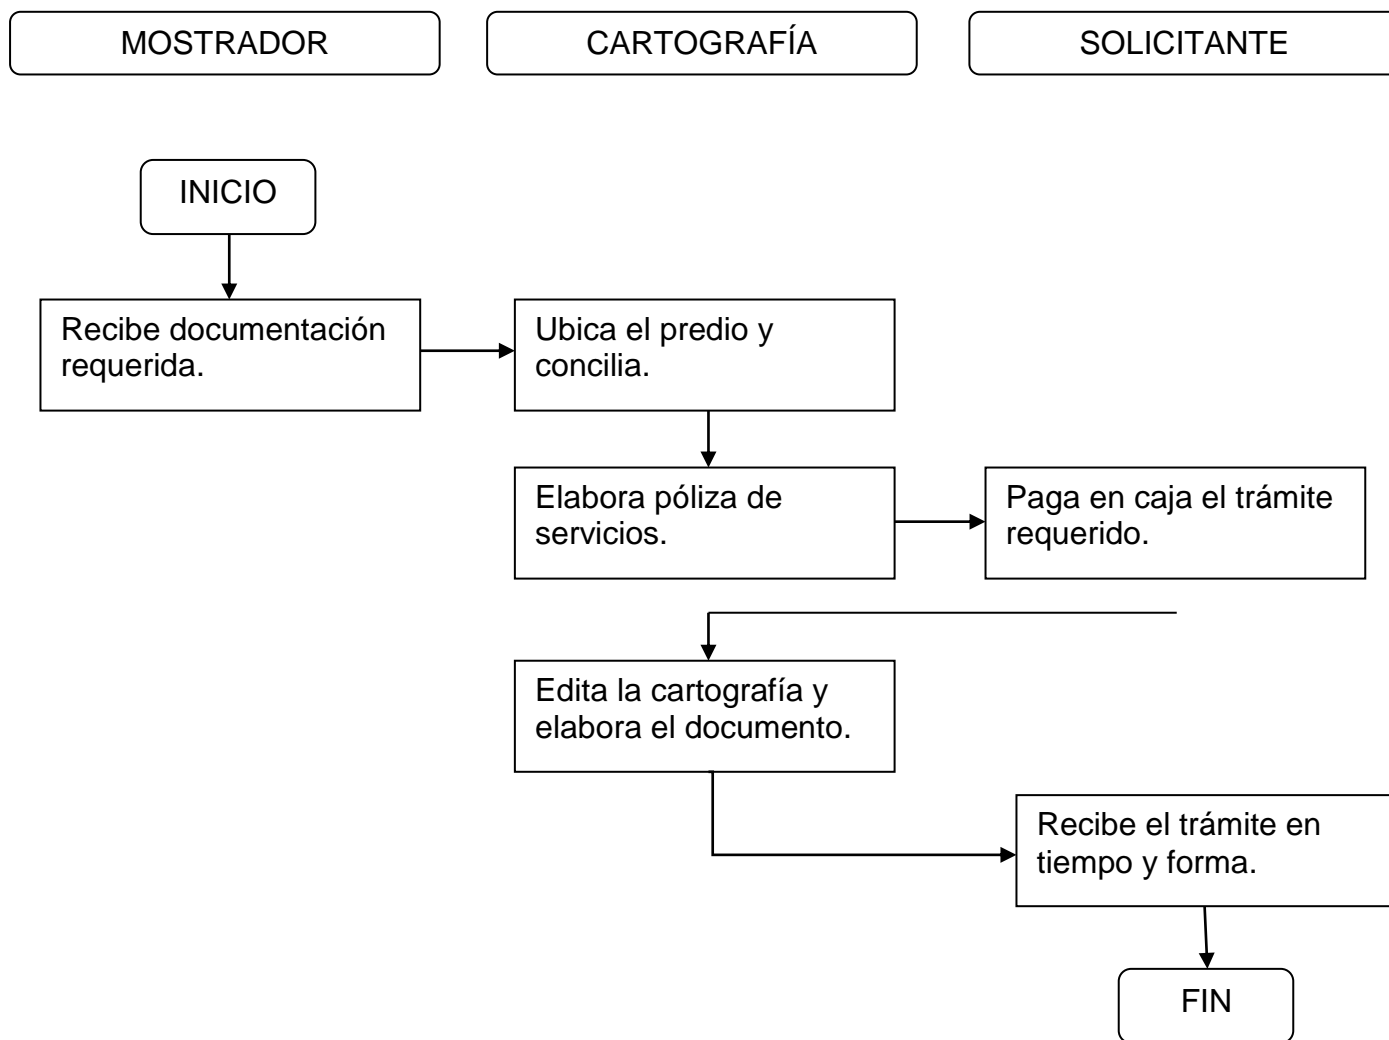 MOSTRADOR
CARTOGRAFÍA
SOLICITANTE
INICIO
Recibe documentación
requerida.
Ubica el predio y
concilia.
Elabora póliza de
servicios.
Paga en caja el trámite
requerido.
Edita la cartografía y
elabora el documento.
Recibe el trámite en
tiempo y forma.
FIN